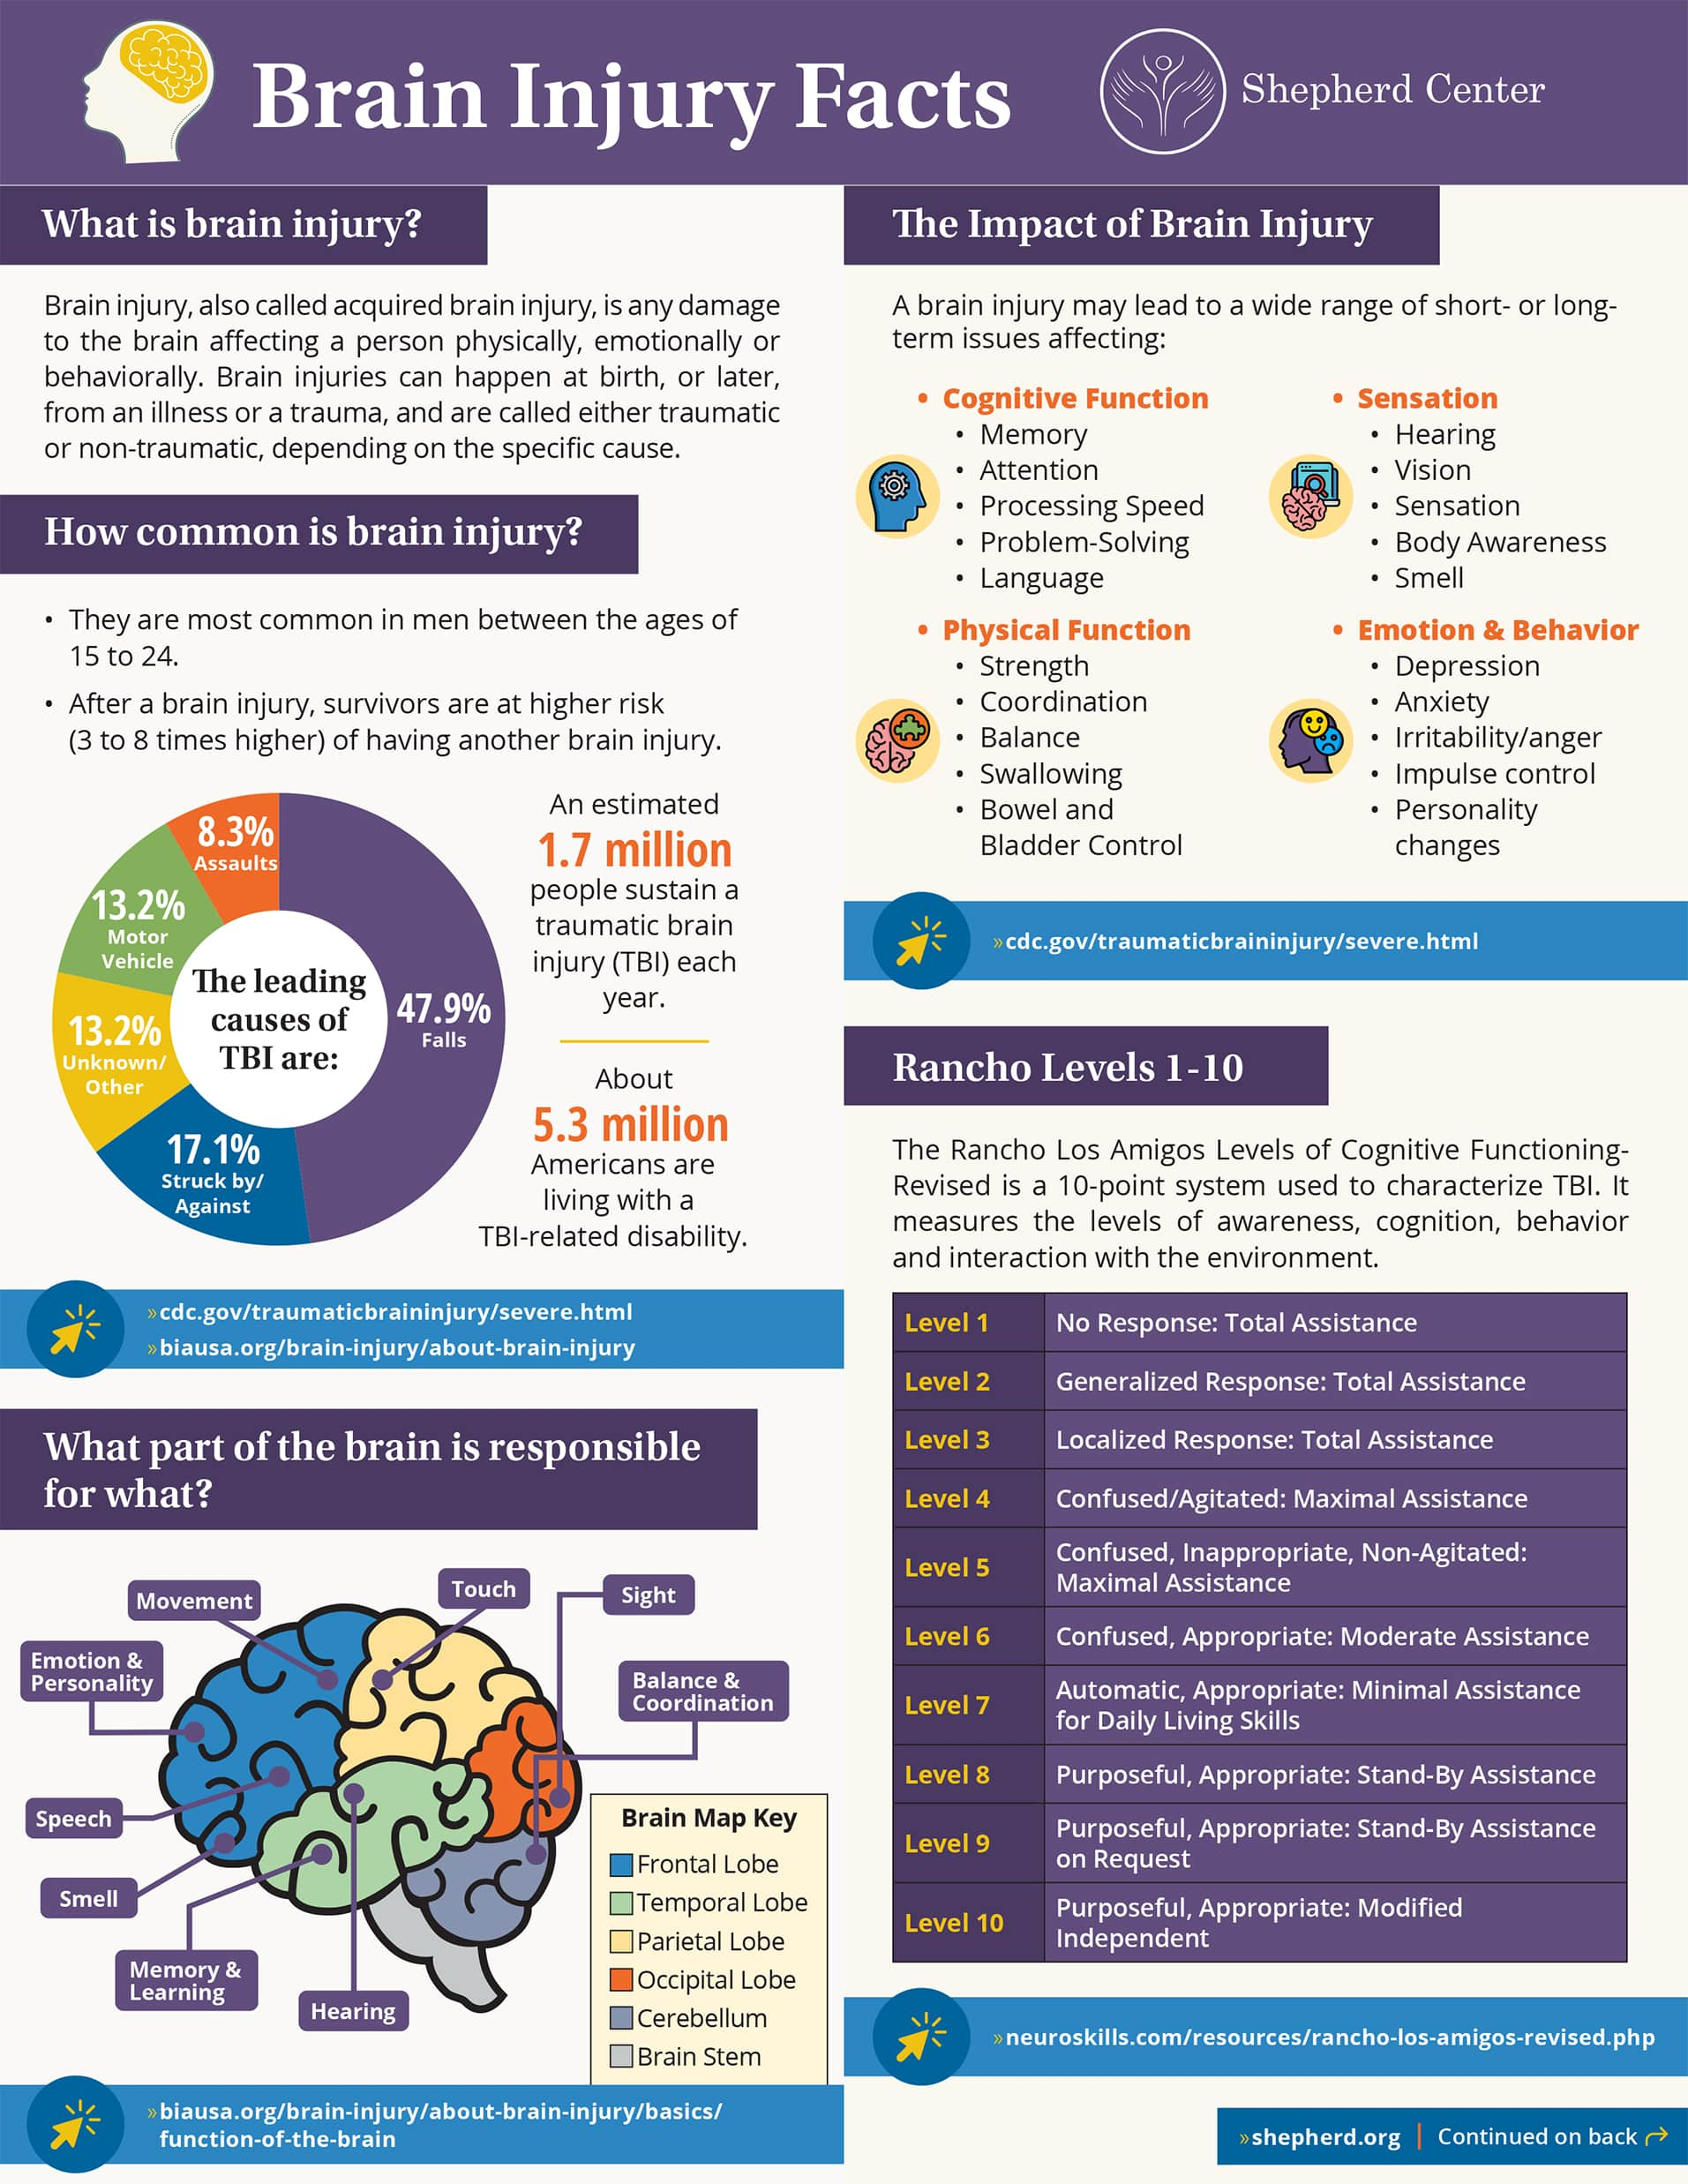 Brain Injury Facts
Shepherd Center
What is brain injury?
Brain injury, also called acquired brain injury, is any damage
to the brain affecting a person physically, emotionally or
behaviorally. Brain injuries can happen at birth, or later,
from an illness or a trauma, and are called either traumatic
or non-traumatic, depending on the specific cause.
How common is brain injury?
• They are most common in men between the ages of
15 to 24.
• After a brain injury, survivors are at higher risk
(3 to 8 times higher) of having another brain injury.
8.3%
Assaults
13.2%
Motor
Vehicle
13.2%
Unknown/
Other
17.1%
Struck by/
Against
47.9%
Falls
The leading
causes of
TBI are:
An estimated
1.7 million
people sustain a
traumatic brain
injury (TBI) each
year.
About
5.3 million
Americans are
living with a
TBI-related disability.
»cdc.gov/traumaticbraininjury/severe.html
»biausa.org/brain-injury/about-brain-injury
What part of the brain is responsible
for what?
Movement
Touch
Sight
Emotion &
Personality
Balance &
Coordination
Speech
Smell
Memory &
Learning
Hearing
Brain Map Key
Frontal Lobe
Temporal Lobe
Parietal Lobe
Occipital Lobe
Cerebellum
Brain Stem
»biausa.org/brain-injury/about-brain-injury/basics/
function-of-the-brain
The Impact of Brain Injury
A brain injury may lead to a wide range of short- or long-
term issues affecting:
• Cognitive Function
• Memory
• Attention
• Processing Speed
• Problem-Solving
• Language
• Sensation
• Hearing
• Vision
• Sensation
• Body Awareness
• Smell
• Physical Function
• Strength
• Coordination
• Balance
• Swallowing
• Bowel and
Bladder Control
• Emotion & Behavior
• Depression
• Anxiety
• Irritability/anger
• Impulse control
• Personality
changes
»cdc.gov/traumaticbraininjury/severe.html
Rancho Levels 1-10
The Rancho Los Amigos Levels of Cognitive Functioning-
Revised is a 10-point system used to characterize TBI. It
measures the levels of awareness, cognition, behavior
and interaction with the environment.
Level 1 No Response: Total Assistance
Level 2 Generalized Response: Total Assistance
Level 3 Localized Response: Total Assistance
Level 4 Confused/Agitated: Maximal Assistance
Level 5 Confused, Inappropriate, Non-Agitated:
Maximal Assistance
Level 6 Confused, Appropriate: Moderate Assistance
Level 7 Automatic, Appropriate: Minimal Assistance
for Daily Living Skills
Level 8 Purposeful, Appropriate: Stand-By Assistance
Level 9 Purposeful, Appropriate: Stand-By Assistance
on Request
Level 10 Purposeful, Appropriate: Modified
Independent
»neuroskills.com/resources/rancho-los-amigos-revised.php
»shepherd.org | Continued on back